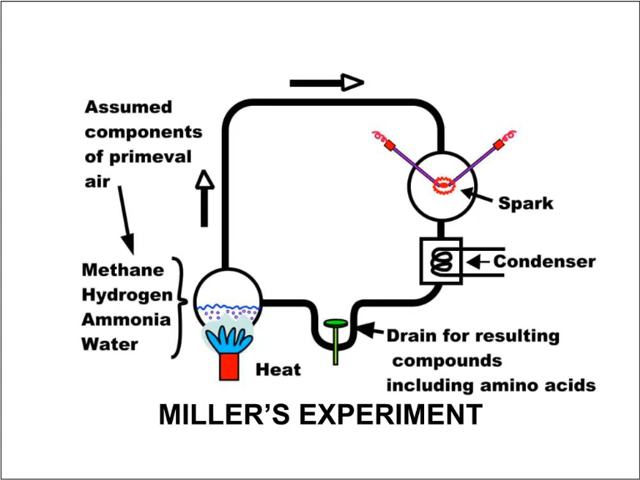 Assumed
components
of primeval
air
Spark
Condenser
Methane
Hydrogen
Ammonia
Water
Heat
Drain for resulting
compounds
including amino acids
MILLER'S EXPERIMENT